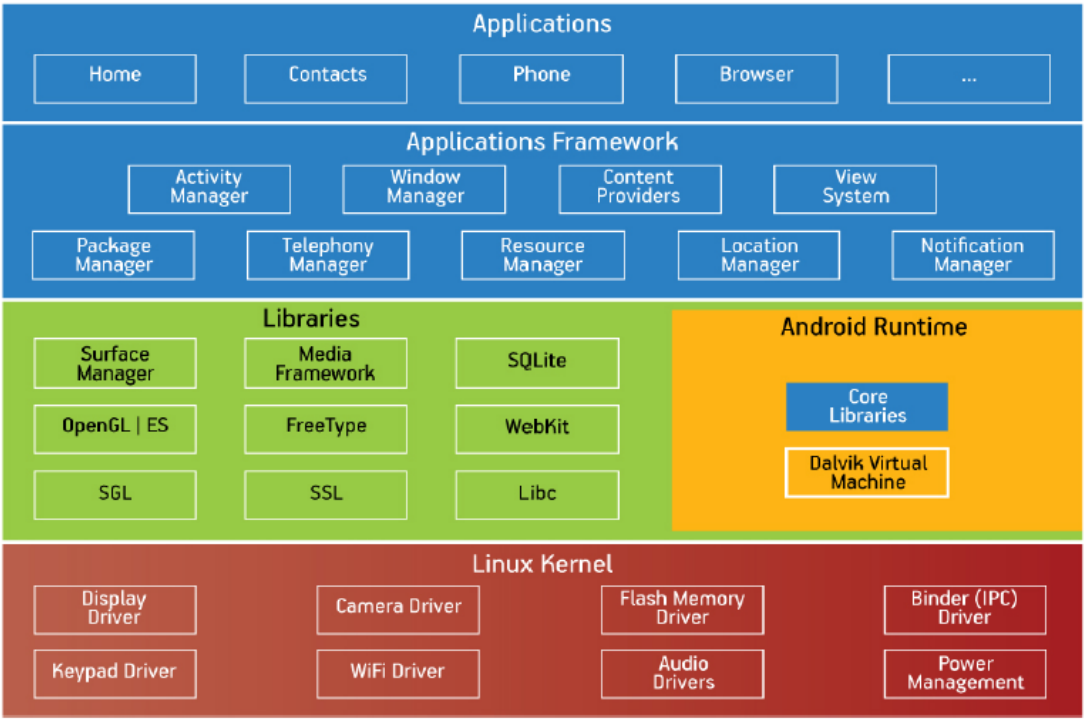 Applications
Home
Contacts
Phone
Browser
...
Applications Framework
Activity
Manager
Window
Manager
Content
Providers
View
System
Package
Manager
Telephony
Manager
Resource
Manager
Location
Manager
Notification
Manager
Libraries
Surface
Manager
Media
Framework
SQLite
OpenGL | ES
FreeType
WebKit
SGL
SSL
Libc
Android Runtime
Core
Libraries
Dalvik Virtual
Machine
Linux Kernel
Display
Driver
Camera Driver
Flash Memory
Driver
Binder (IPC)
Driver
Keypad Driver
WiFi Driver
Audio
Drivers
Power
Management